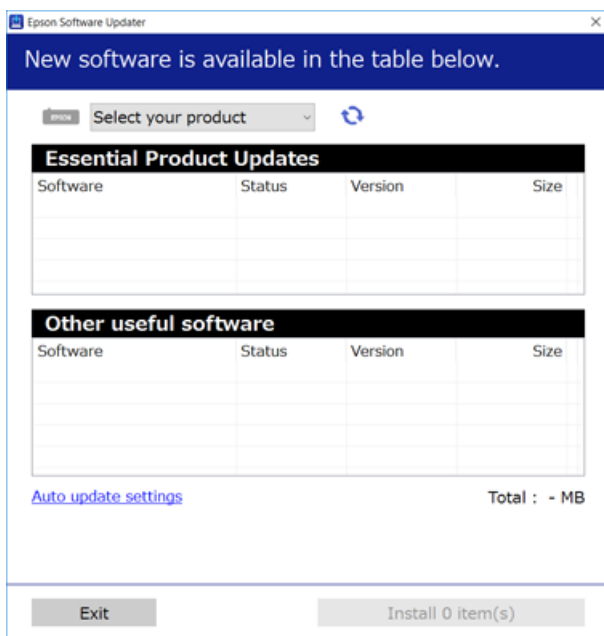 Epson Software Updater
New software is available in the table below.
EPSON Select your product
Essential Product Updates
Software Status Version Size
Other useful software
Software Status Version Size
Auto update settings Total : - MB
Exit Install 0 item(s)